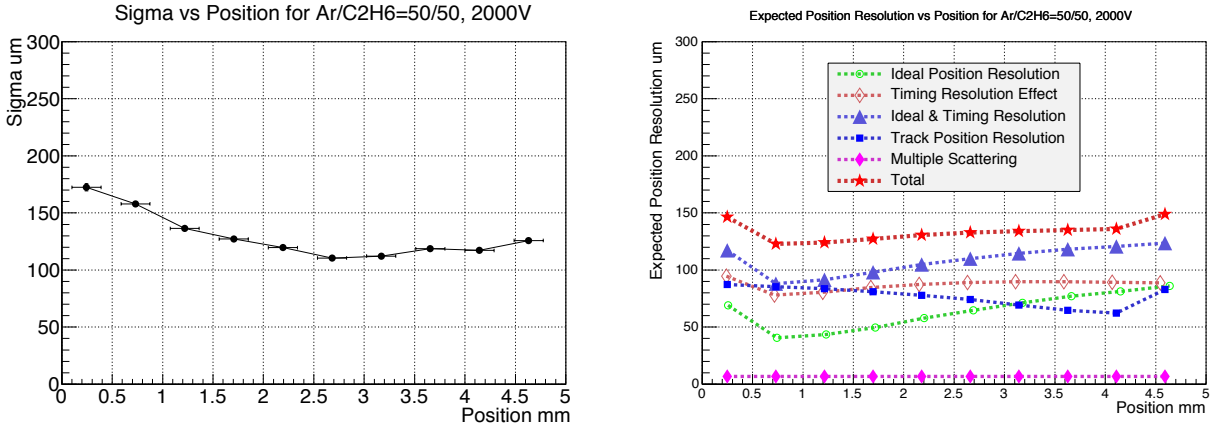 Sigma vs Position for Ar/C2H6=50/50, 2000V
Sigma um
300
250
200
150
100
50
0
0 0.5 1 1.5 2 2.5 3 3.5 4 4.5 5
Position mm
Expected Position Resolution vs Position for Ar/C2H6=50/50, 2000V
Expected Position Resolution um
300
250
200
150
100
50
0
Ideal Position Resolution
Timing Resolution Effect
Ideal & Timing Resolution
Track Position Resolution
Multiple Scattering
Total
0 0.5 1 1.5 2 2.5 3 3.5 4 4.5 5
Position mm